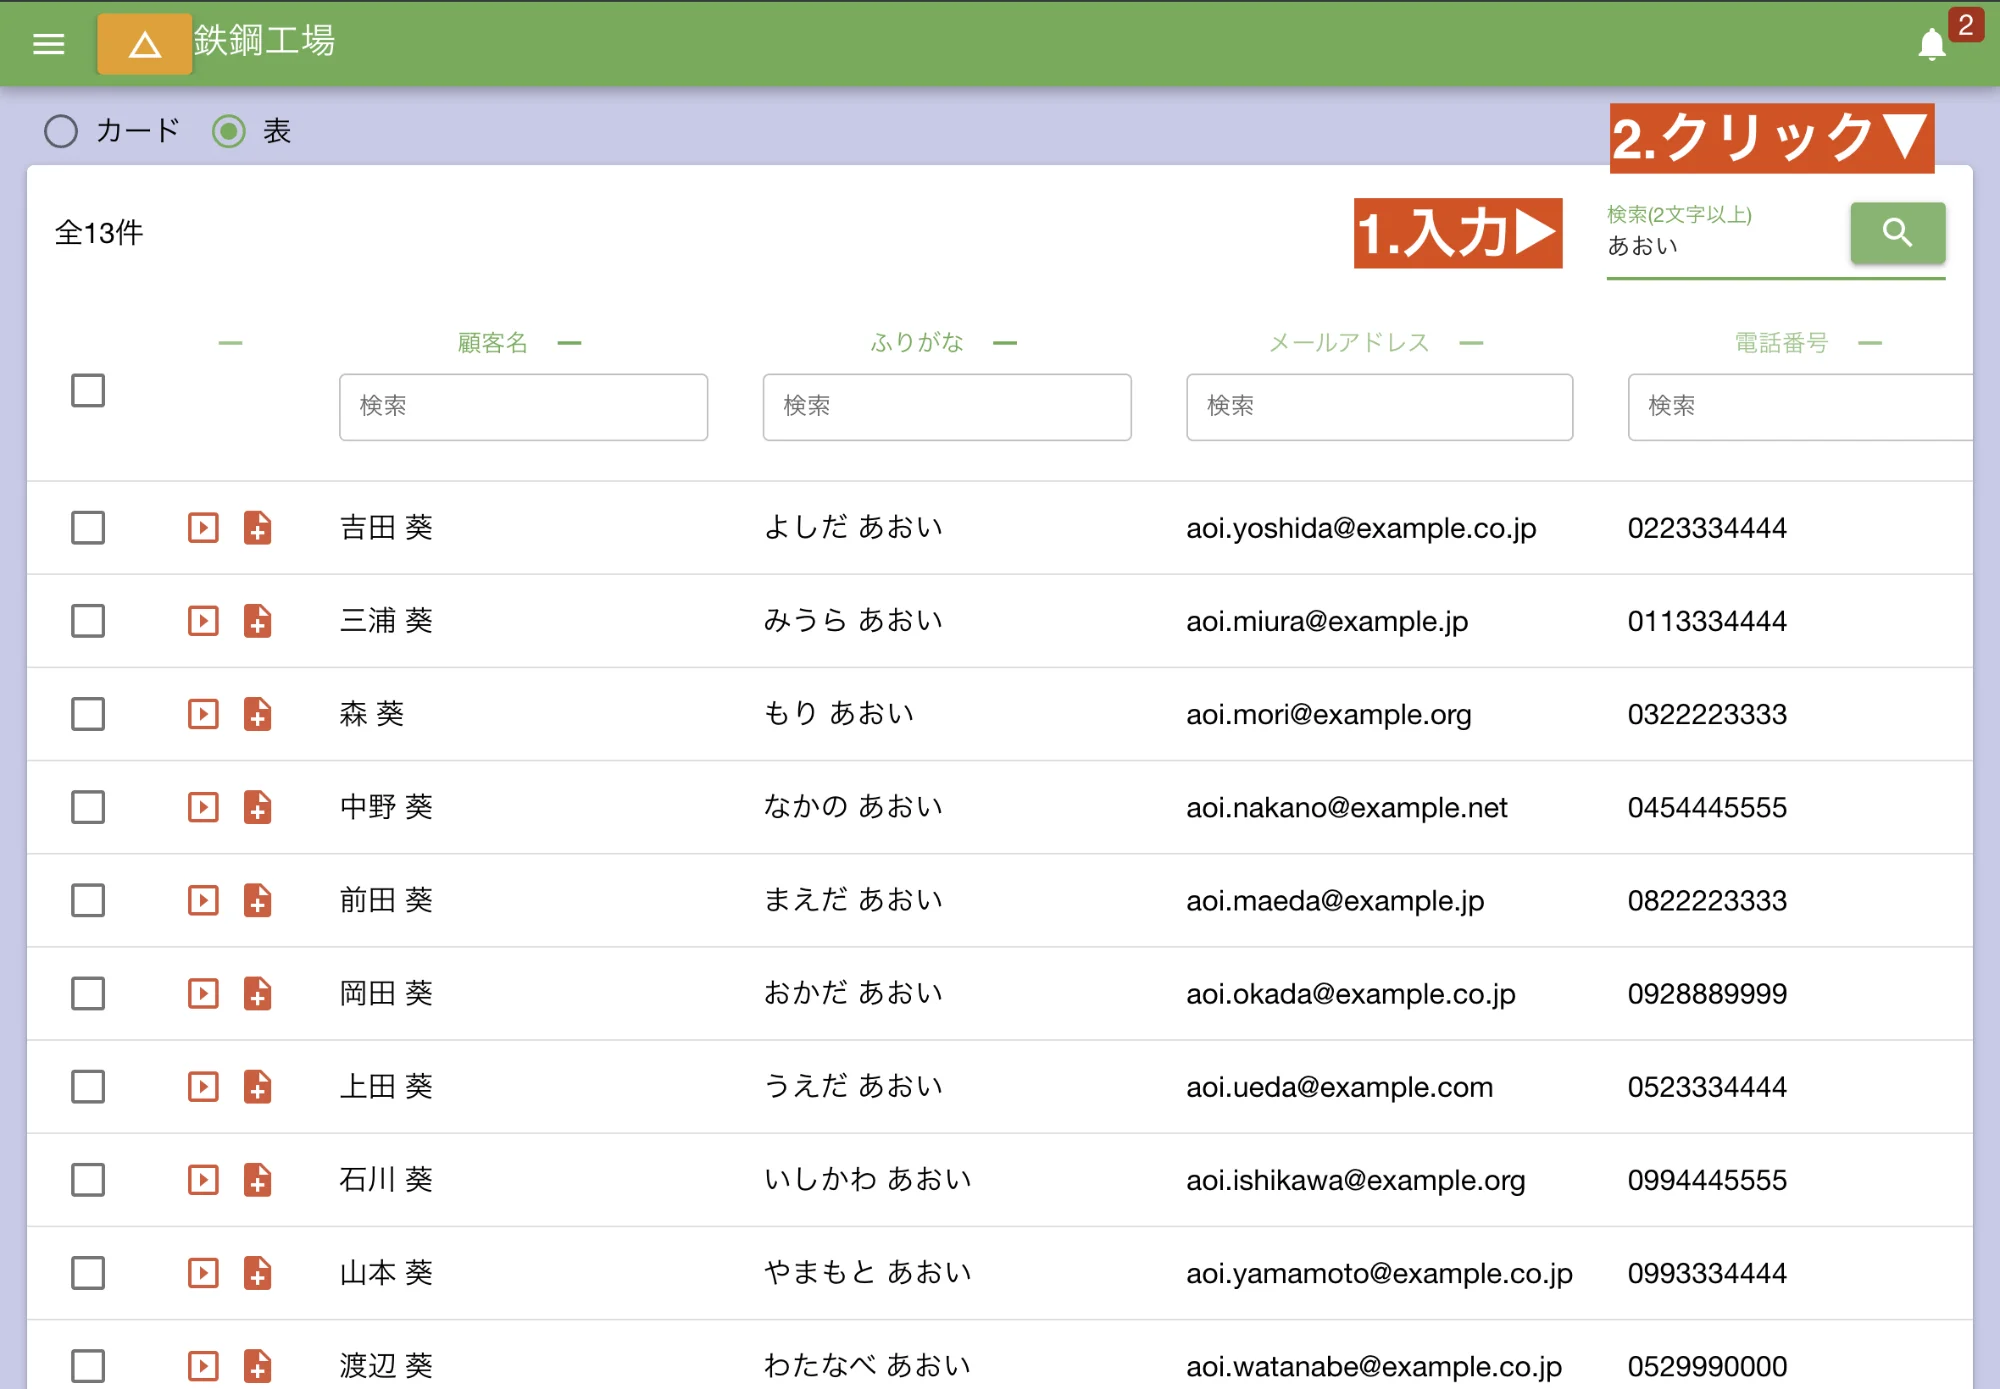 鉄鋼工場
2
カード 表
2.クリック▼
全13件
1.入力▶
検索(2文字以上)
あおい
顧客名 ふりがな メールアドレス 電話番号
検索 検索 検索 検索
吉田 葵 よしだ あおい aoi.yoshida@example.co.jp 0223334444
三浦 葵 みうら あおい aoi.miura@example.jp 0113334444
森 葵 もり あおい aoi.mori@example.org 0322223333
中野 葵 なかの あおい aoi.nakano@example.net 0454445555
前田 葵 まえだ あおい aoi.maeda@example.jp 0822223333
岡田 葵 おかだ あおい aoi.okada@example.co.jp 0928889999
上田 葵 うえだ あおい aoi.ueda@example.com 0523334444
石川 葵 いしかわ あおい aoi.ishikawa@example.org 0994445555
山本 葵 やまもと あおい aoi.yamamoto@example.co.jp 0993334444
渡辺 葵 わたなべ あおい aoi.watanabe@example.co.jp 0529990000